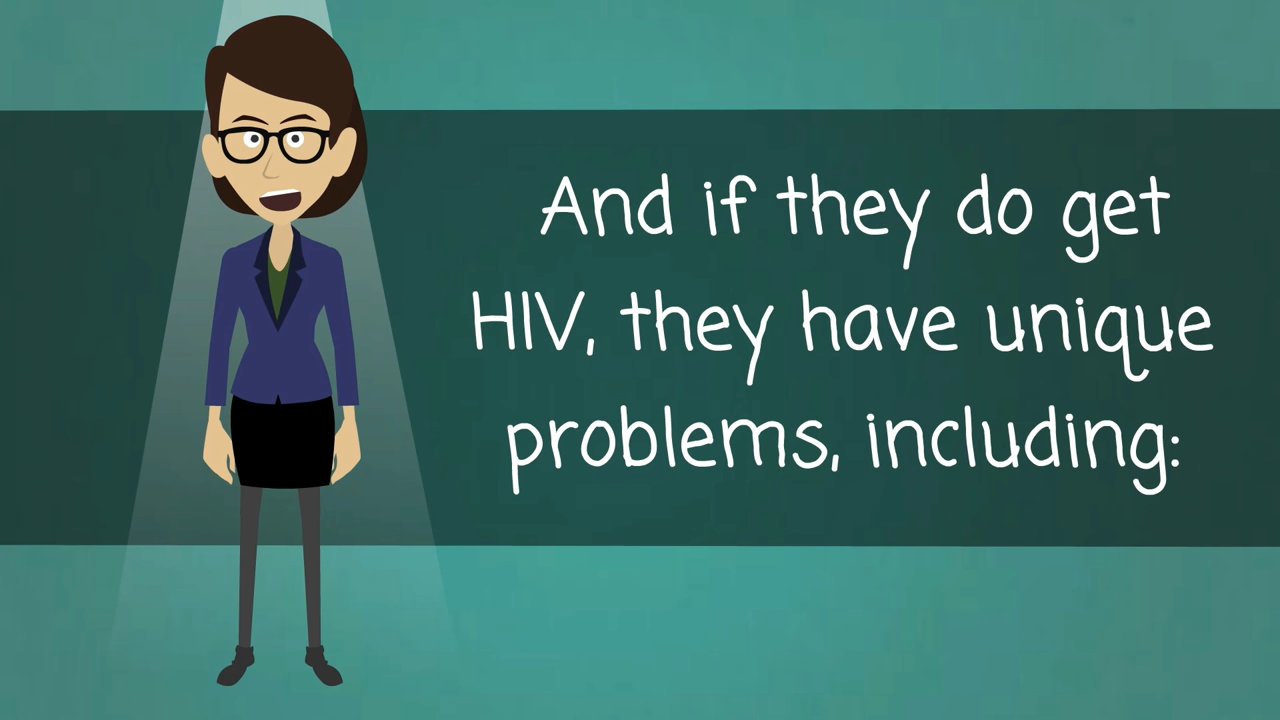 And if they do get
HIV, they have unique
problems, including: